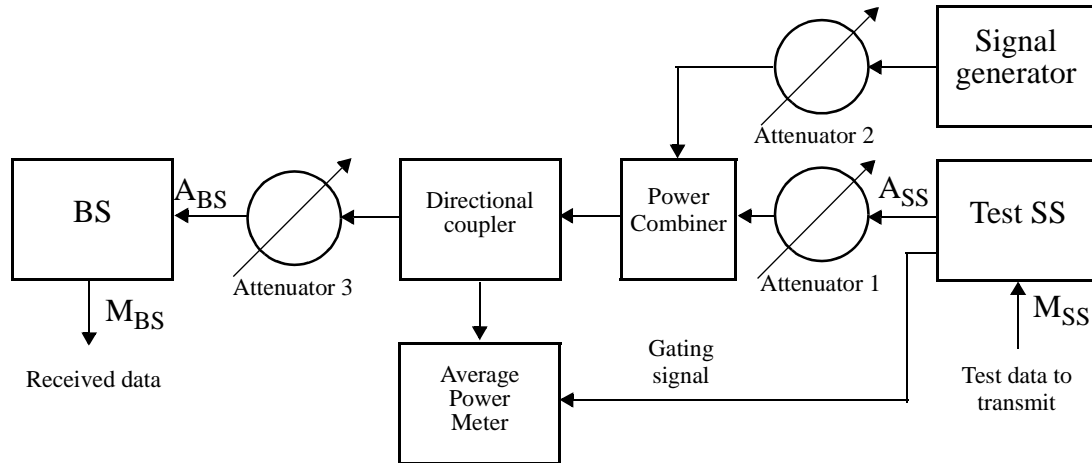 Signal
generator
Attenuator 2
BS
A_BS
Attenuator 3
Directional
coupler
Power
Combiner
A_SS
Attenuator 1
Test SS
M_BS
Received data
Average
Power
Meter
Gating
signal
M_SS
Test data to
transmit